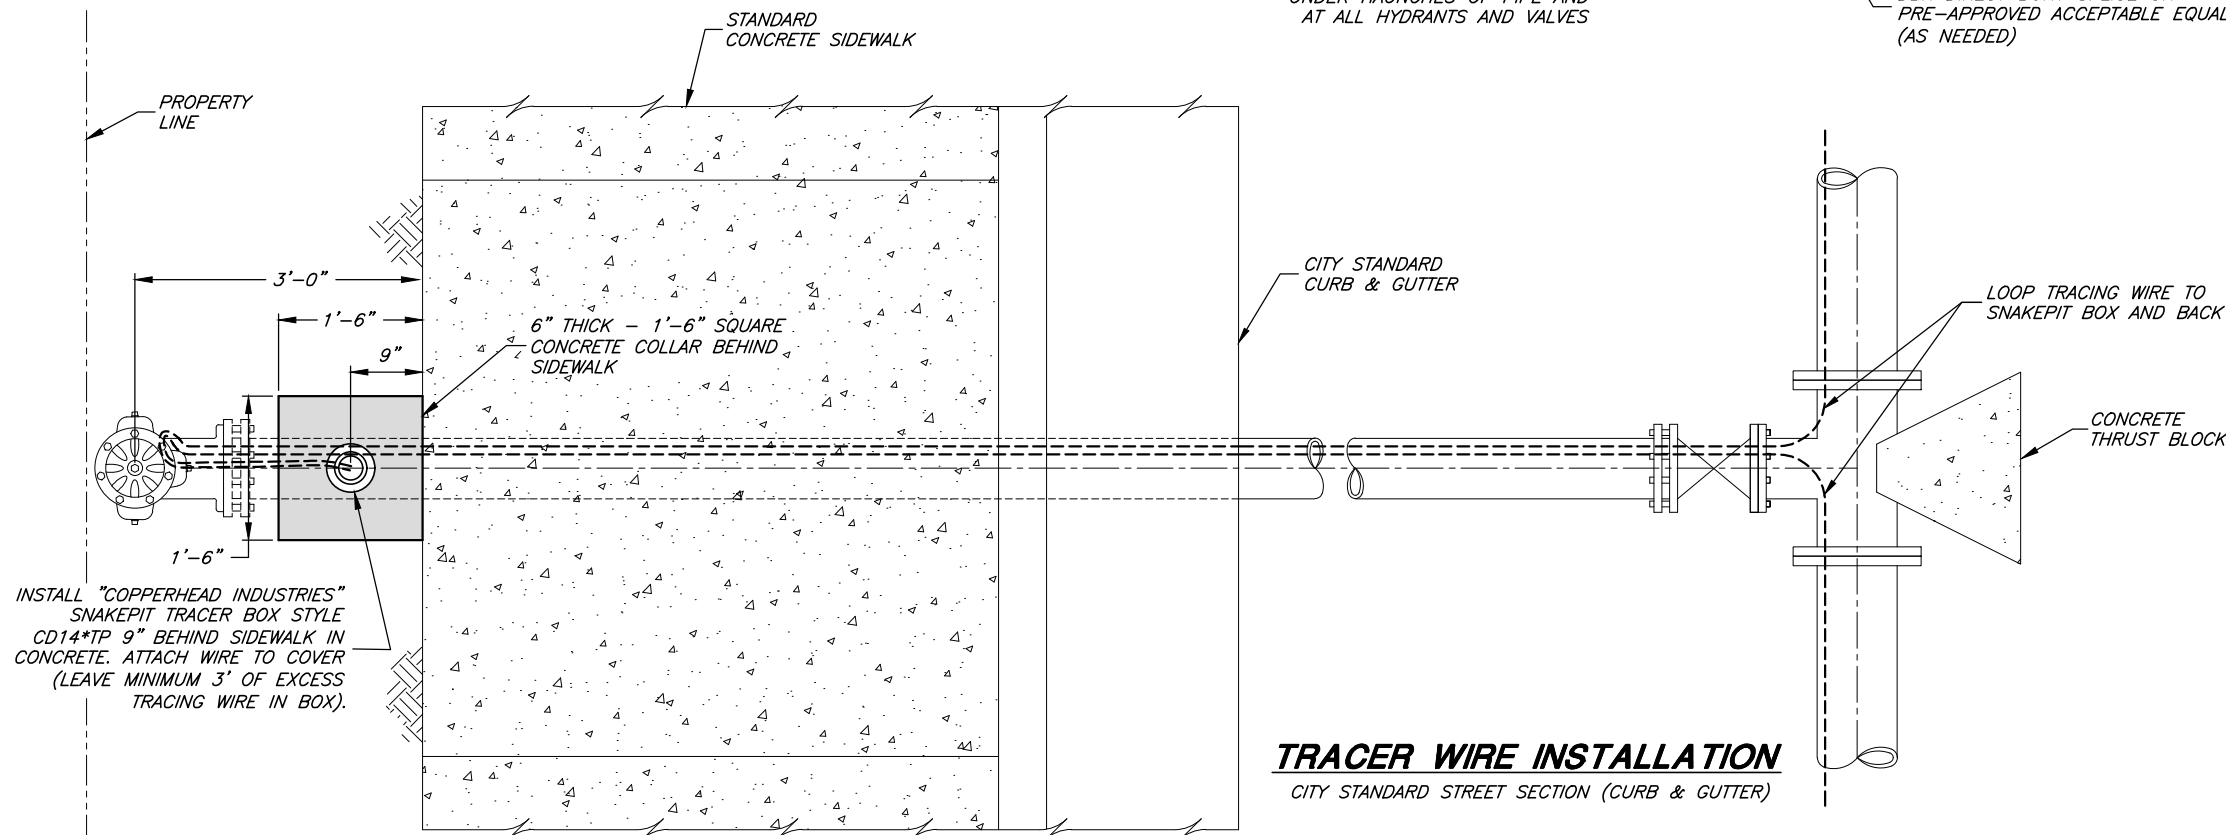 UNDER HAUNCHES OF PIPE AND
AT ALL HYDRANTS AND VALVES
PRE-APPROVED ACCEPTABLE EQUAL
(AS NEEDED)
STANDARD
CONCRETE SIDEWALK
PROPERTY
LINE
3'-0"
1'-6"
9"
6" THICK - 1'-6" SQUARE
CONCRETE COLLAR BEHIND
SIDEWALK
CITY STANDARD
CURB & GUTTER
LOOP TRACING WIRE TO
SNAKEPIT BOX AND BACK
CONCRETE
THRUST BLOCK
1'-6"
INSTALL "COPPERHEAD INDUSTRIES"
SNAKEPIT TRACER BOX STYLE
CD14*TP 9" BEHIND SIDEWALK IN
CONCRETE. ATTACH WIRE TO COVER
(LEAVE MINIMUM 3' OF EXCESS
TRACING WIRE IN BOX).
TRACER WIRE INSTALLATION
CITY STANDARD STREET SECTION (CURB & GUTTER)